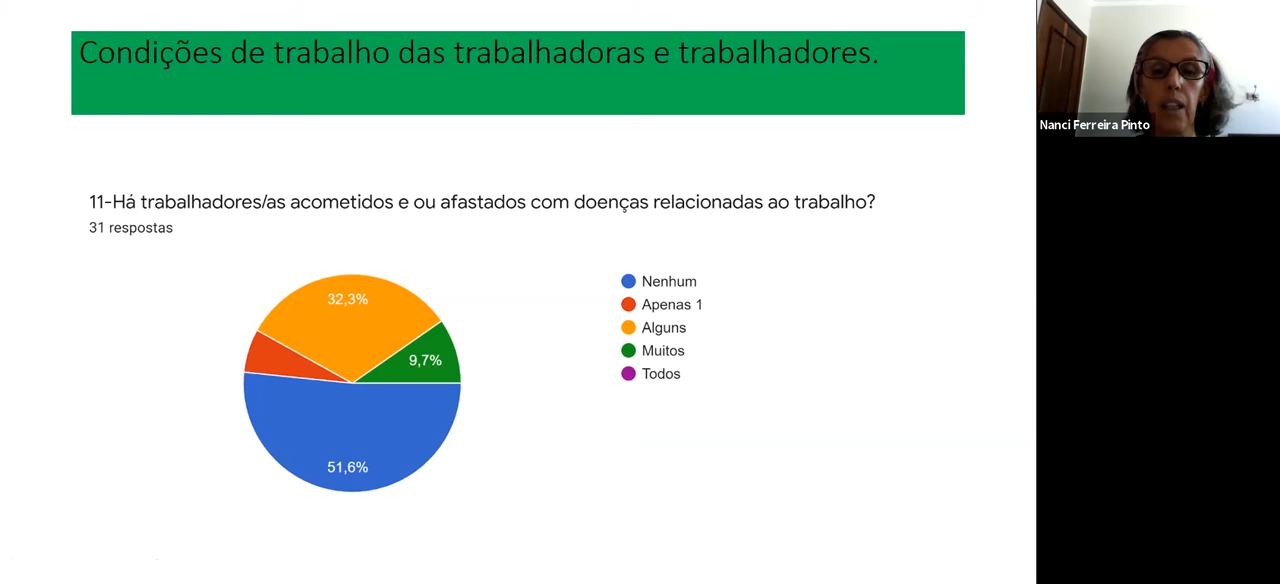 Condições de trabalho das trabalhadoras e trabalhadores.
Nanci Ferreira Pinto
11-Há trabalhadores/as acometidos e ou afastados com doenças relacionadas ao trabalho?
31 respostas
32,3%
9,7%
51,6%
Nenhum
Apenas 1
Alguns
Muitos
Todos